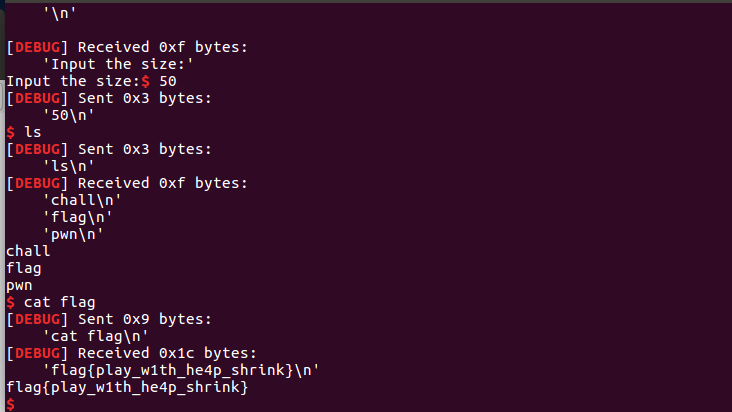 '\n'
[DEBUG] Received 0xf bytes:
'Input the size:'
Input the size:$ 50
[DEBUG] Sent 0x3 bytes:
'50\n'
$ ls
[DEBUG] Sent 0x3 bytes:
'ls\n'
[DEBUG] Received 0xf bytes:
'chall\n'
'flag\n'
'pwn\n'
chall
flag
pwn
$ cat flag
[DEBUG] Sent 0x9 bytes:
'cat flag\n'
[DEBUG] Received 0x1c bytes:
'flag{play_w1th_he4p_shrink}\n'
flag{play_w1th_he4p_shrink}
$